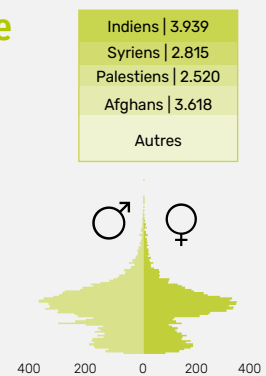 e
Indiens | 3.939
Syriens | 2.815
Palestiens | 2.520
Afghans | 3.618
Autres
400 200 0 200 400